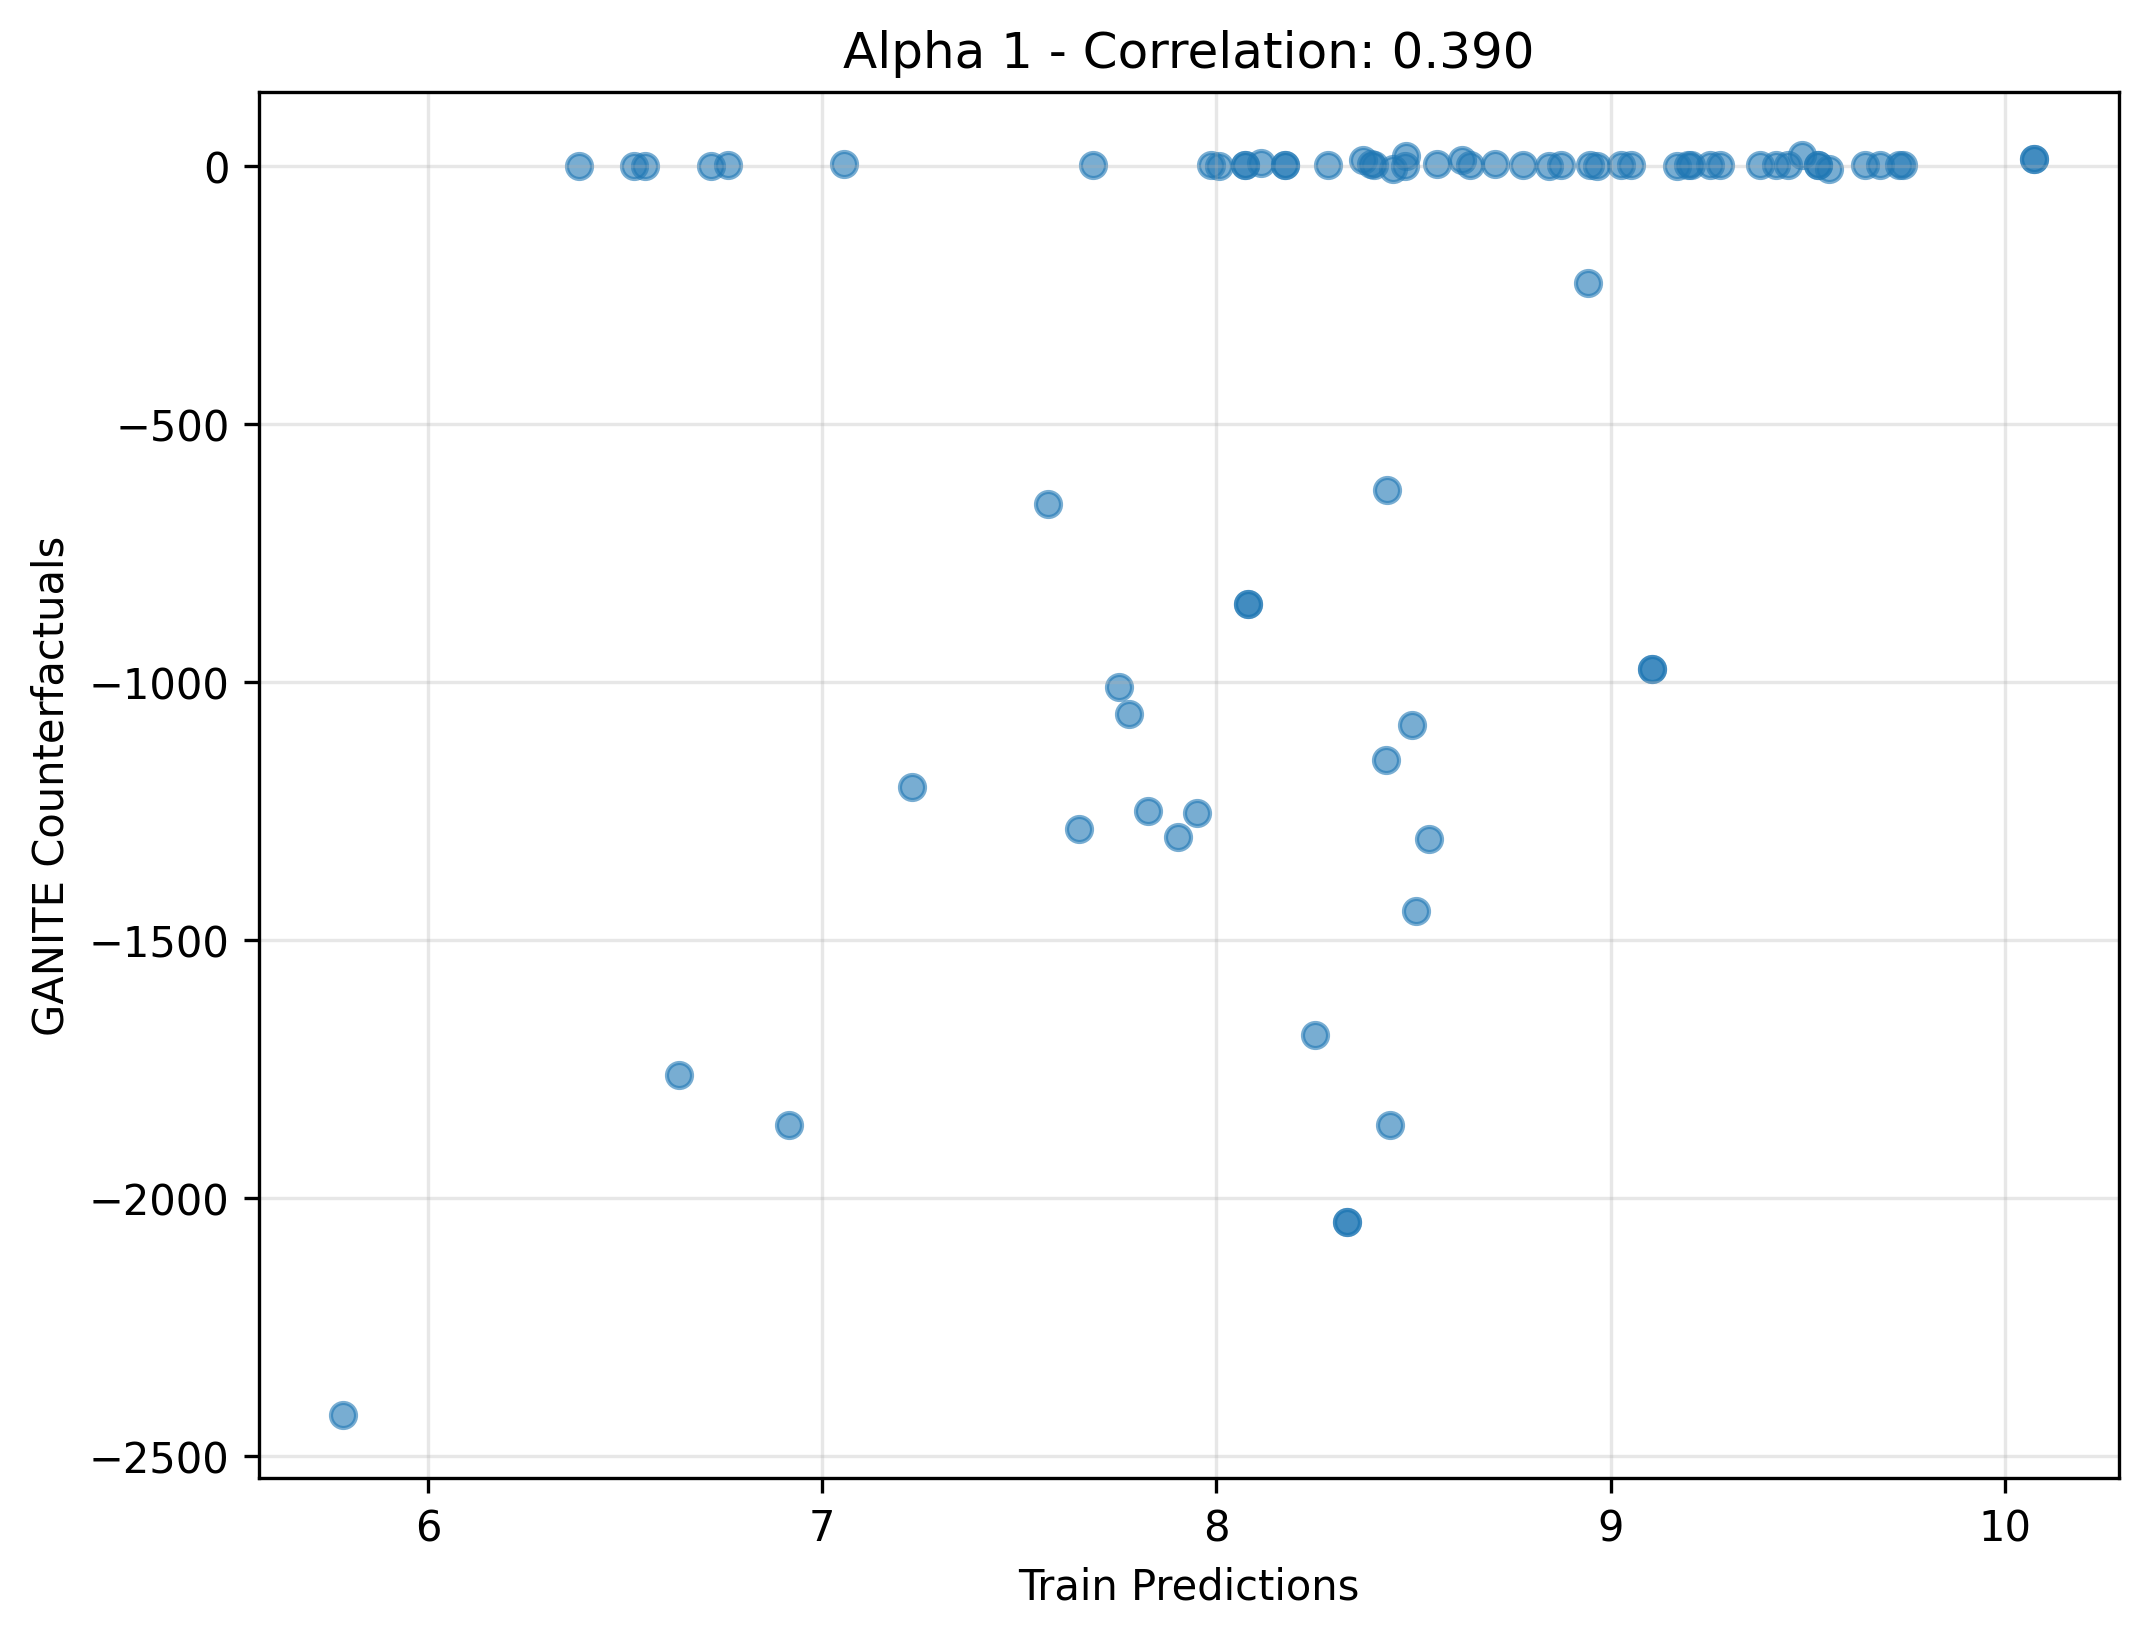 Alpha 1 - Correlation: 0.390
0
−500
−1000
−1500
−2000
−2500
GANITE Counterfactuals
6 7 8 9 10
Train Predictions